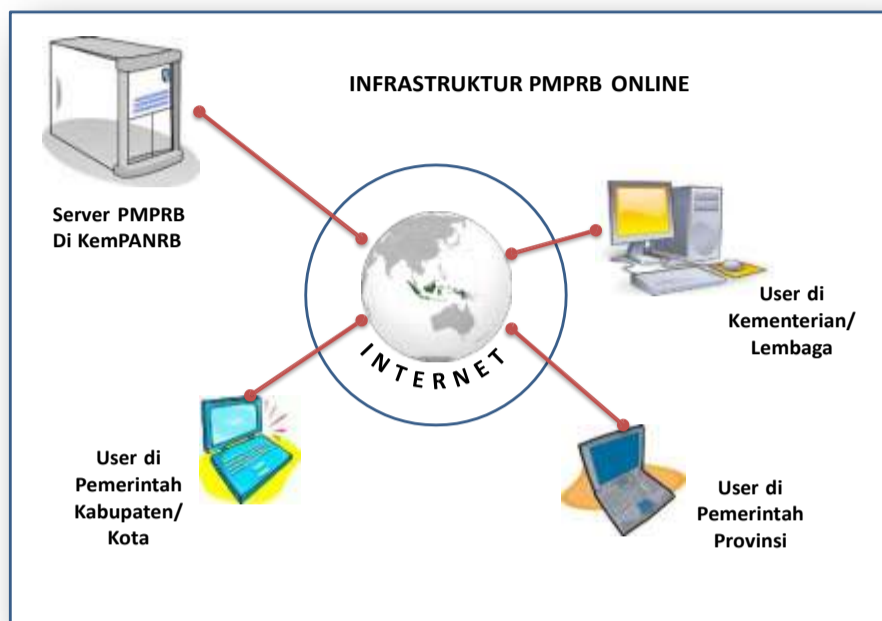 INFRASTRUKTUR PMPRB ONLINE
Server PMPRB
Di KemPANRB
User di
Kementerian/
Lembaga
INTERNET
User di
Pemerintah
Kabupaten/
Kota
User di
Pemerintah
Provinsi